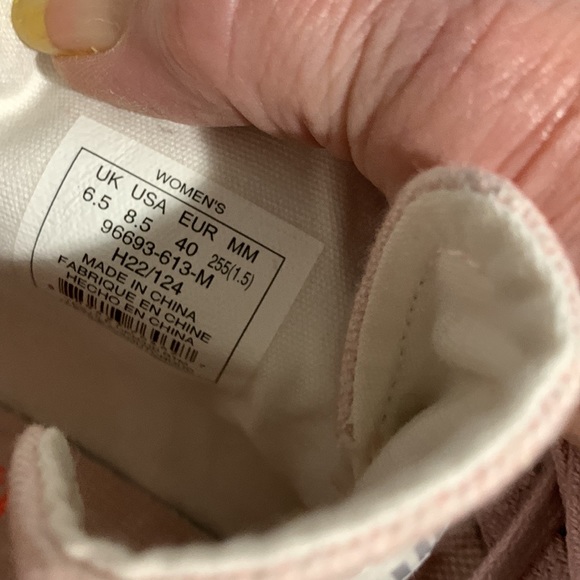 WOMEN'S
UK USA EUR MM
6.5 8.5 40 255(1.5)
96693-613-M
H22/124
MADE IN CHINA
FABRIQUE EN CHINE
HECHO EN CHINA